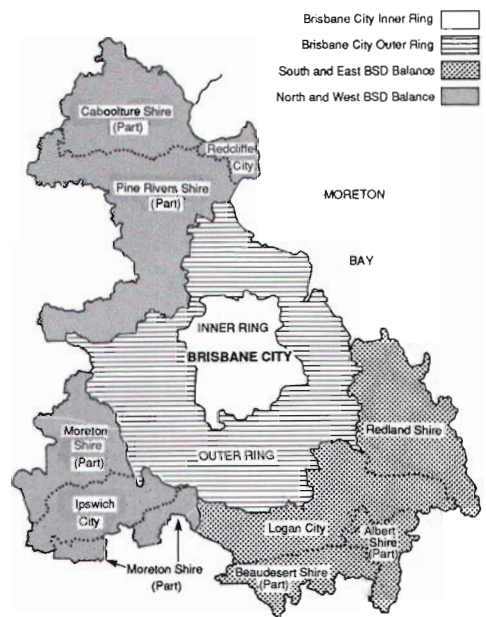 Brisbane City Inner Ring
Brisbane City Outer Ring
South and East BSD Balance
North and West BSD Balance
Caboolture Shire
(Part)
Redcliffe
City
Pine Rivers Shire
(Part)
MORETON
BAY
INNER RING
BRISBANE CITY
OUTER RING
Moreton
Shire
(Part)
Redland Shire
Ipswich
City
Logan City
Albert
Shire
(Part)
Moreton Shire
(Part)
Beaudesert Shire
(Part)